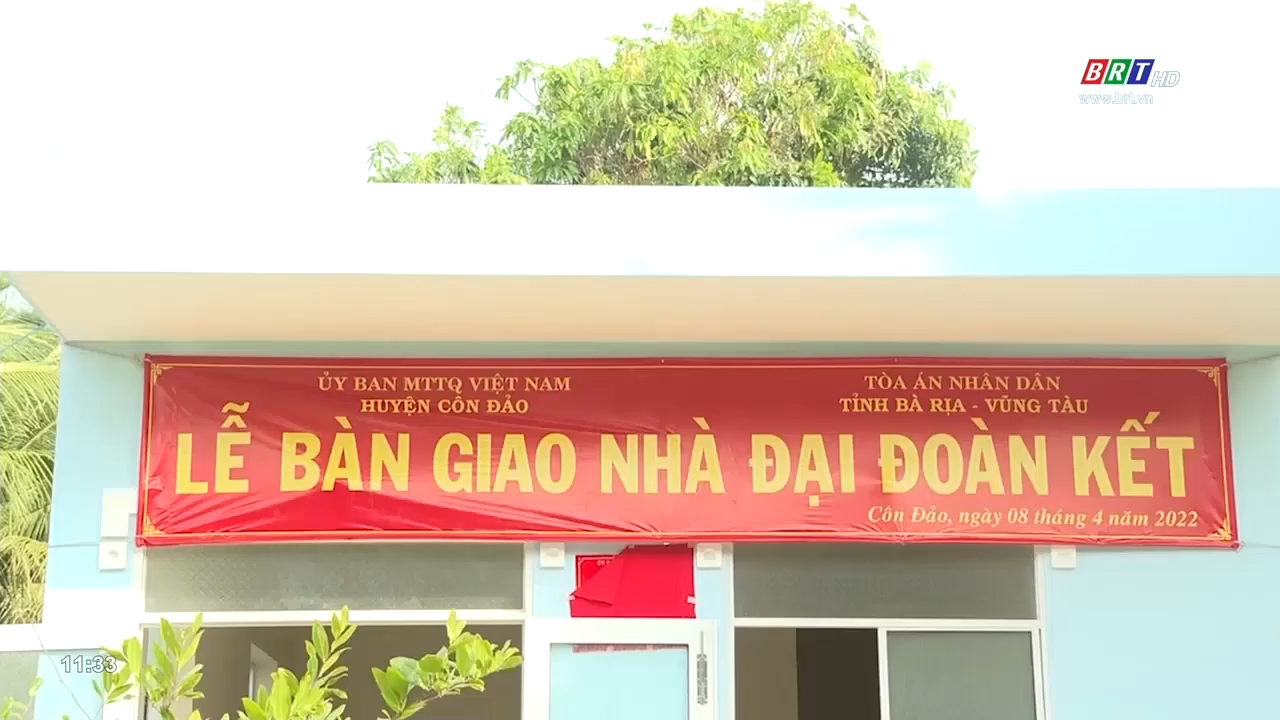 BRT HD
www.brt.vn
ỦY BAN MTTQ VIỆT NAM
HUYỆN CÔN ĐẢO
TÒA ÁN NHÂN DÂN
TỈNH BÀ RỊA - VŨNG TÀU
LỄ BÀN GIAO NHÀ ĐẠI ĐOÀN KẾT
Côn Đảo, ngày 08 tháng 4 năm 2022
11:33